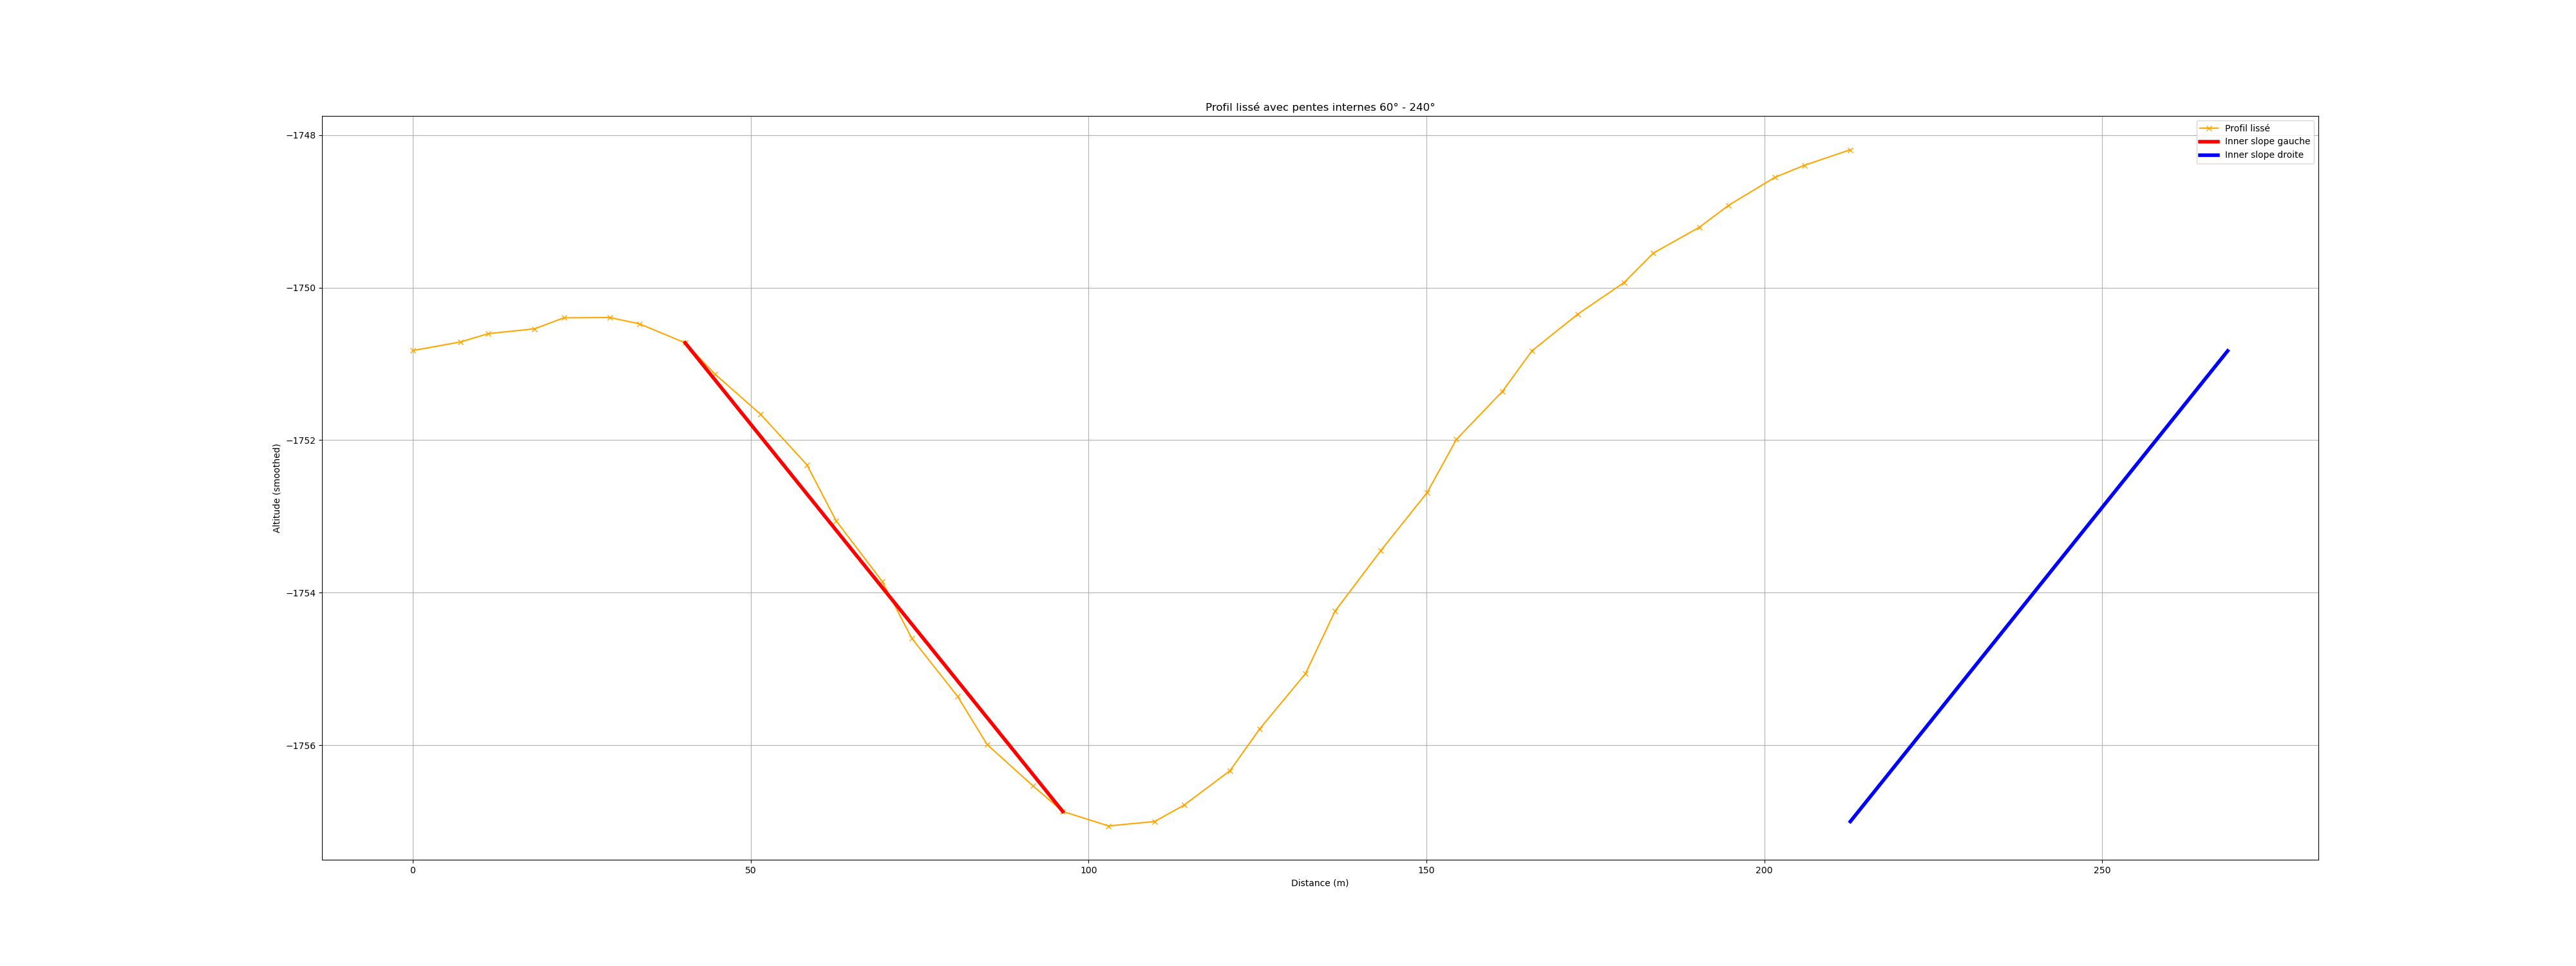 Profil lissé avec pentes internes 60° - 240°
Profil lissé
Inner slope gauche
Inner slope droite
−1748
−1750
−1752
−1754
−1756
Altitude (smoothed)
0
50
100
150
200
250
Distance (m)